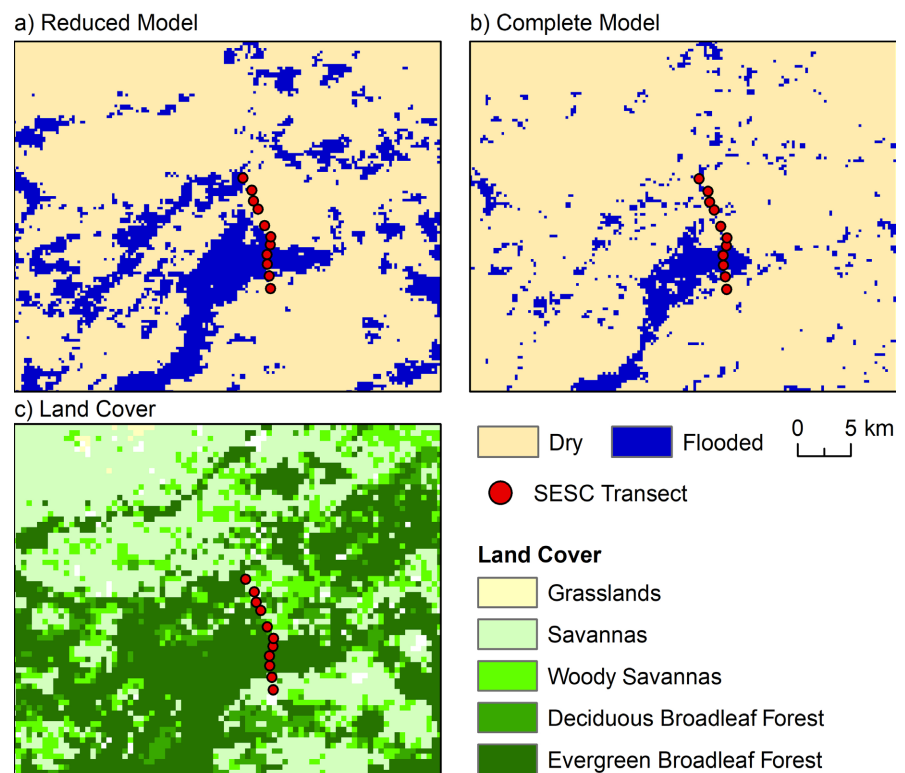 a) Reduced Model
b) Complete Model
c) Land Cover
Dry
Flooded
0 5 km
SESC Transect
Land Cover
Grasslands
Savannas
Woody Savannas
Deciduous Broadleaf Forest
Evergreen Broadleaf Forest